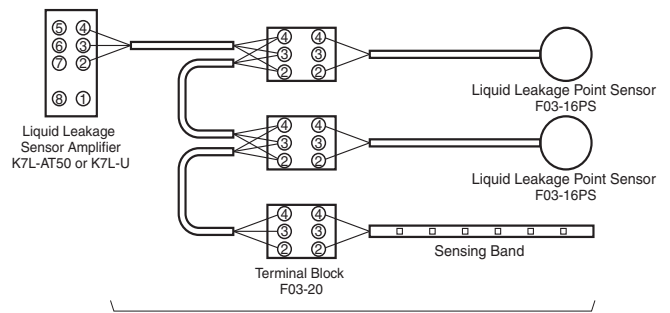 ⑤ ④
⑥ ③
⑦ ②
⑧ ①
Liquid Leakage
Sensor Amplifier
K7L-AT50 or K7L-U
④ ④
③ ③
② ②
Liquid Leakage Point Sensor
F03-16PS
④ ④
③ ③
② ②
Liquid Leakage Point Sensor
F03-16PS
④ ④
③ ③
② ②
Terminal Block
F03-20
Sensing Band